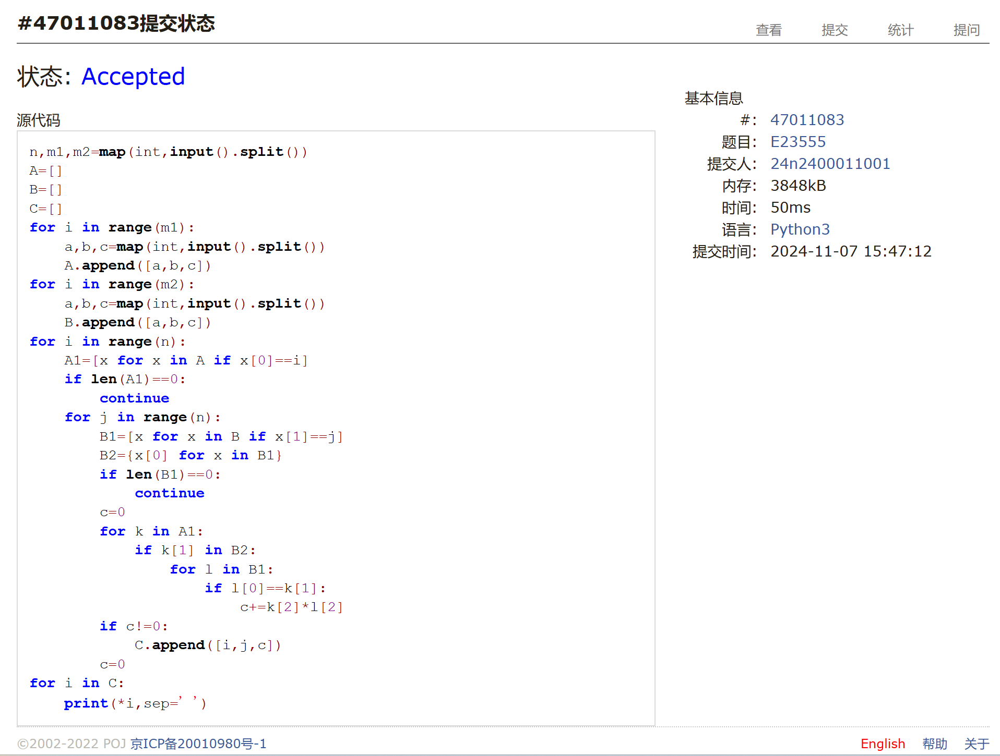 #47011083提交状态
查看 提交 统计 提问
状态: Accepted
源代码
n,m1,m2=map(int,input().split())
A=[]
B=[]
C=[]
for i in range(m1):
    a,b,c=map(int,input().split())
    A.append([a,b,c])
for i in range(m2):
    a,b,c=map(int,input().split())
    B.append([a,b,c])
for i in range(n):
    A1=[x for x in A if x[0]==i]
    if len(A1)==0:
        continue
    for j in range(n):
        B1=[x for x in B if x[1]==j]
        B2={x[0] for x in B1}
        if len(B1)==0:
            continue
        c=0
        for k in A1:
            if k[1] in B2:
                for l in B1:
                    if l[0]==k[1]:
                        c+=k[2]*l[2]
        if c!=0:
            C.append([i,j,c])
        c=0
for i in C:
    print(*i,sep=' ')
基本信息
#: 47011083
题目: E23555
提交人: 24n2400011001
内存: 3848kB
时间: 50ms
语言: Python3
提交时间: 2024-11-07 15:47:12
©2002-2022 POJ 京ICP备20010980号-1
English 帮助 关于